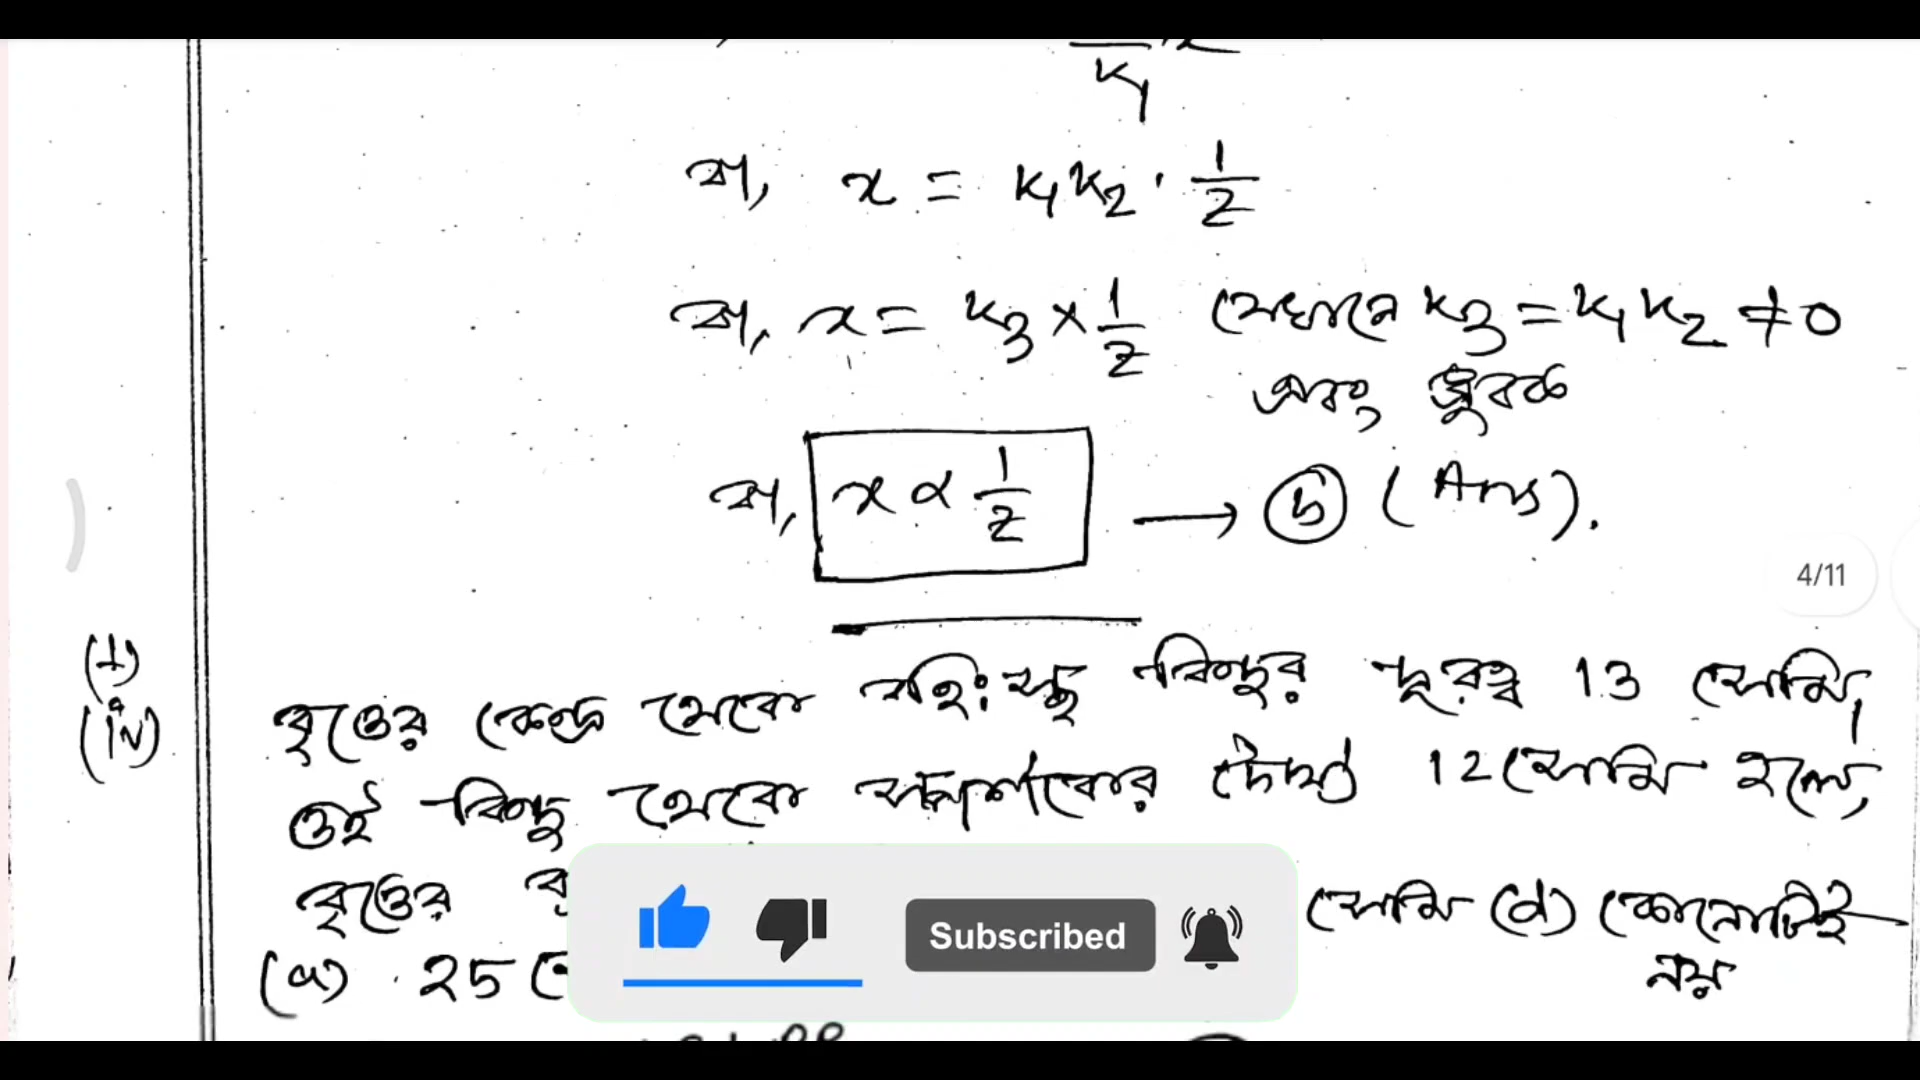 k₁
বা, x = k₁k₂ · 1/z
বা, x = k₃ × 1/z যেখানে k₃ = k₁k₂ ≠ 0
এবং ধ্রুবক
বা, x ∝ 1/z → (b) (Ans).
4/11
(1)
(iv)
বৃত্তের কেন্দ্র থেকে বহিঃস্থ বিন্দুর দূরত্ব 13 সেমি,
ওই বিন্দু থেকে স্পর্শকের দৈর্ঘ্য 12 সেমি হলে,
বৃত্তের
সেমি (d) কোনোটিই
নয়
(a) 25
Subscribed